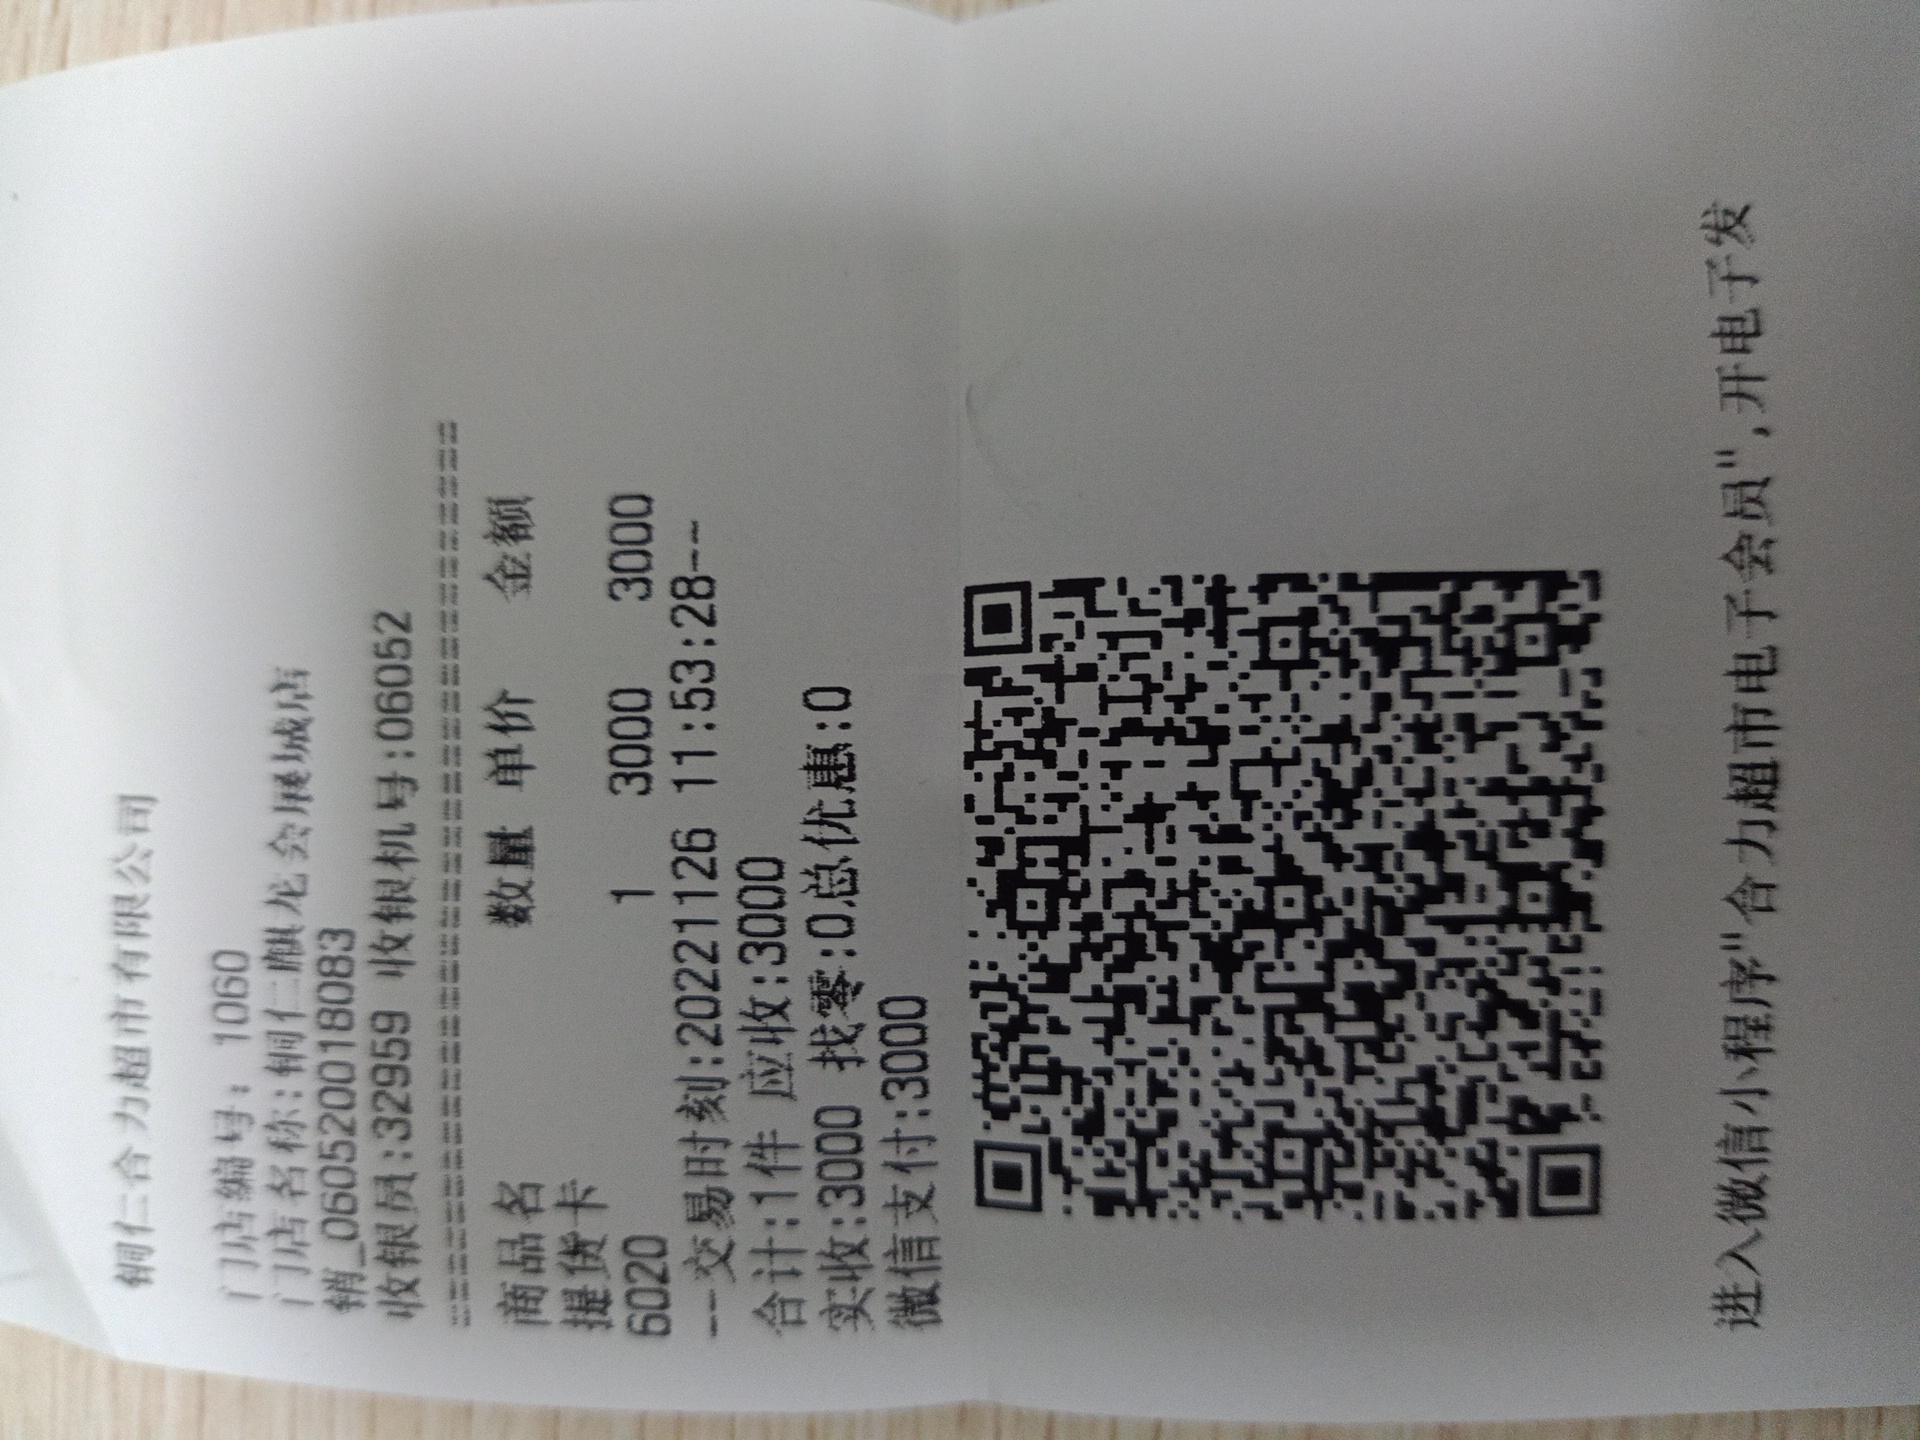 铜仁合力超市有限公司
门店编号: 1060
门店名称:铜仁麒龙会展城店
销_0605200018083
收银员:32959 收银机号:06052
商品名 数量 单价 金额
提货卡
6020 1 3000 3000
--交易时刻:20221126 11:53:28--
合计:1件 应收:3000
实收:3000 找零:0总优惠:0
微信支付:3000
进入微信小程序"合力超市电子会员",开电子发